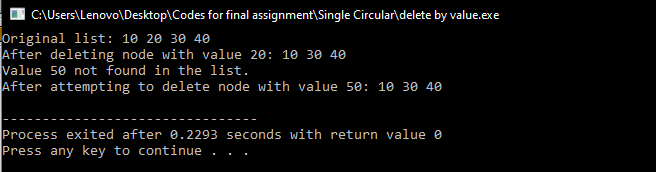 C:\Users\Lenovo\Desktop\Codes for final assignment\Single Circular\delete by value.exe
Original list: 10 20 30 40
After deleting node with value 20: 10 30 40
Value 50 not found in the list.
After attempting to delete node with value 50: 10 30 40
--------------------------------
Process exited after 0.2293 seconds with return value 0
Press any key to continue . . .